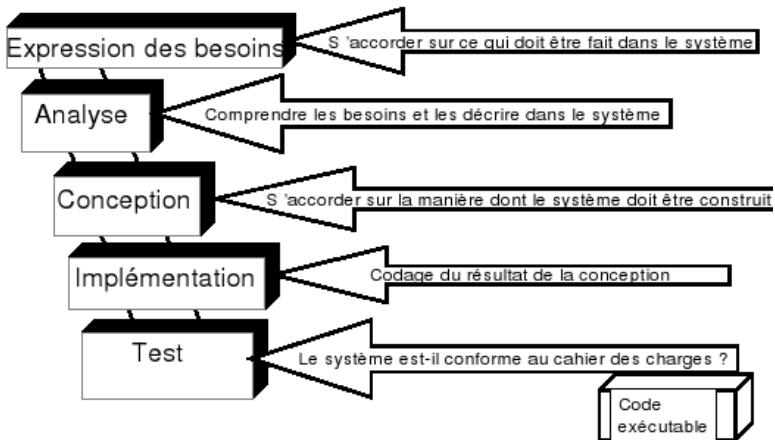 Expression des besoins
S 'accorder sur ce qui doit être fait dans le système
Analyse
Comprendre les besoins et les décrire dans le système
Conception
S 'accorder sur la manière dont le système doit être construit
Implémentation
Codage du résultat de la conception
Test
Le système est-il conforme au cahier des charges ?
Code
exécutable